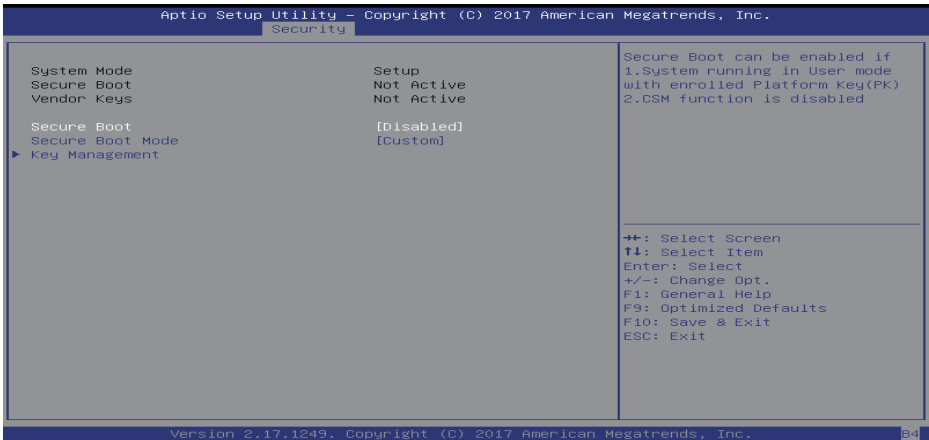 Aptio Setup Utility – Copyright (C) 2017 American Megatrends, Inc.
Security
System Mode Setup
Secure Boot Not Active
Vendor Keys Not Active
Secure Boot [Disabled]
Secure Boot Mode [Custom]
▶ Key Management
Secure Boot can be enabled if
1.System running in User mode
with enrolled Platform Key(PK)
2.CSM function is disabled
→←: Select Screen
↑↓: Select Item
Enter: Select
+/-: Change Opt.
F1: General Help
F9: Optimized Defaults
F10: Save & Exit
ESC: Exit
Version 2.17.1249. Copyright (C) 2017 American Megatrends, Inc.
B4